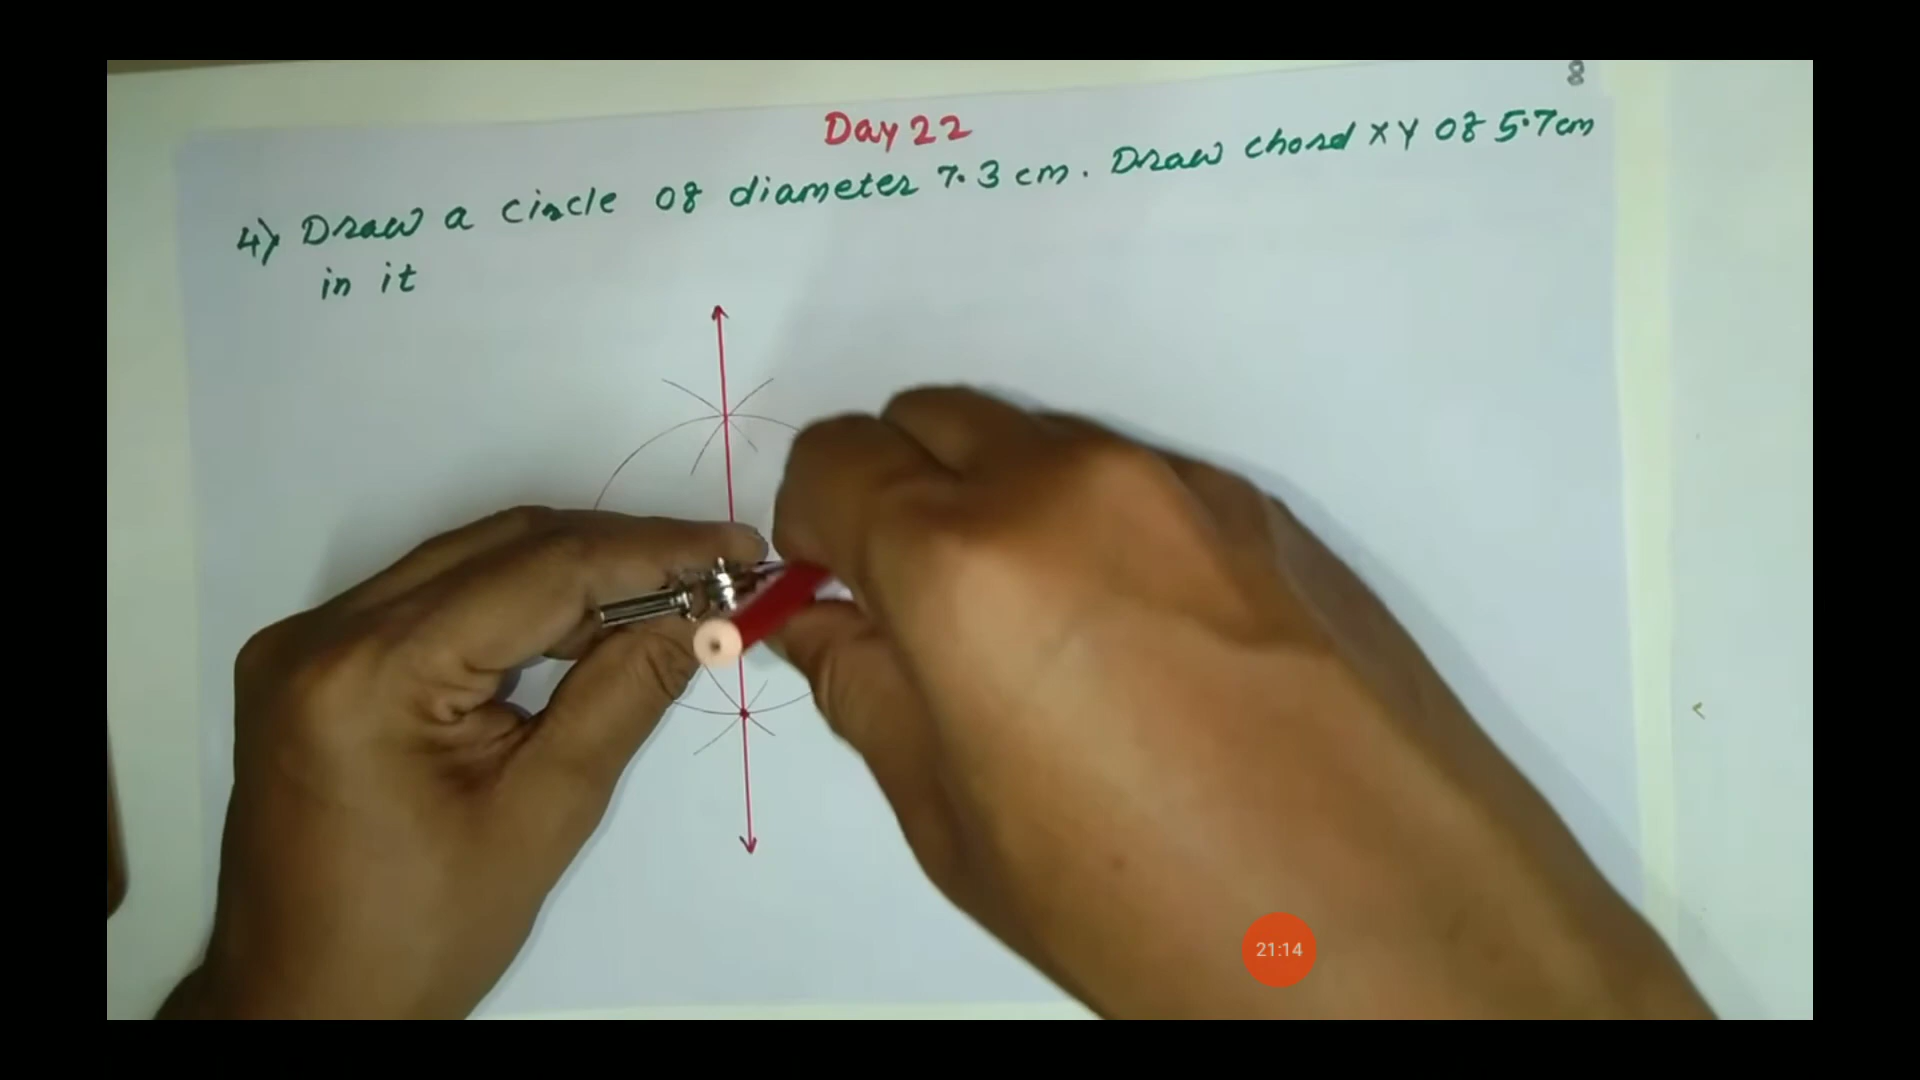 8
Day 22
4) Draw a circle of diameter 7.3 cm. Draw chord XY of 5.7cm
in it
21:14